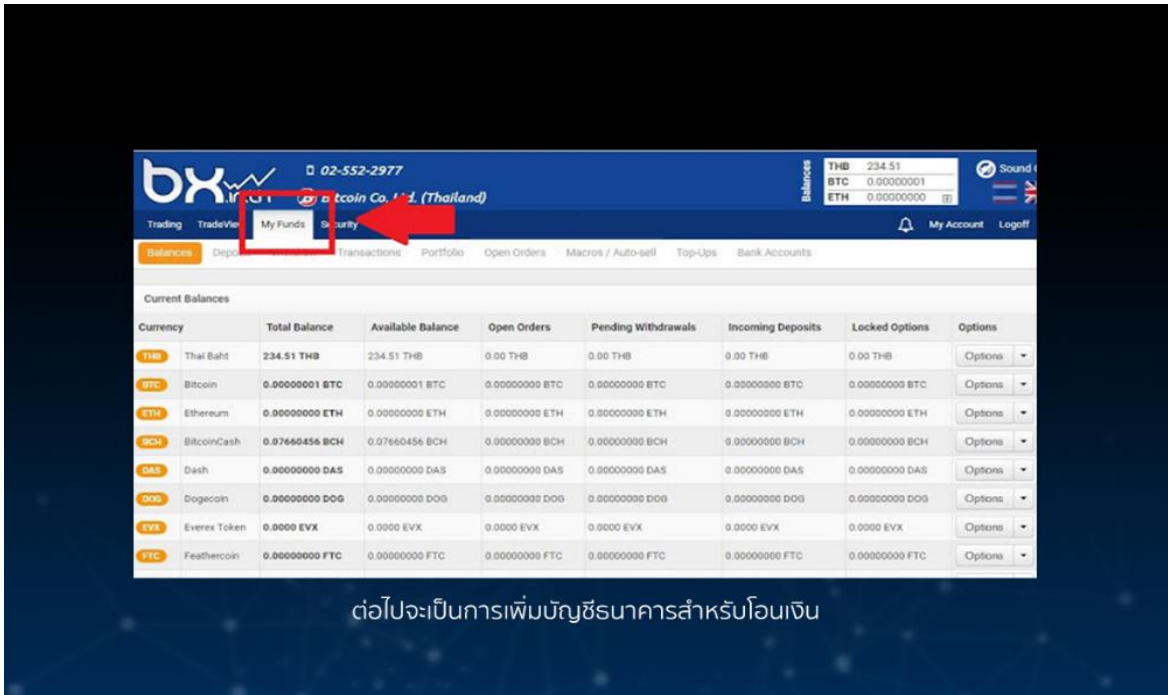 bx.in.th
02-552-2977
Bitcoin Co. Ltd. (Thailand)
Balances
THB 234.51
BTC 0.00000001
ETH 0.00000000
Sound
Trading TradeView My Funds Security
My Account Logoff
Balances Transactions Portfolio Open Orders Macros / Auto-sell Top-Ups Bank Accounts
Current Balances
Currency Total Balance Available Balance Open Orders Pending Withdrawals Incoming Deposits Locked Options Options
THB Thai Baht 234.51 THB 234.51 THB 0.00 THB 0.00 THB 0.00 THB 0.00 THB Options
BTC Bitcoin 0.00000001 BTC 0.00000001 BTC 0.00000000 BTC 0.00000000 BTC 0.00000000 BTC 0.00000000 BTC Options
ETH Ethereum 0.00000000 ETH 0.00000000 ETH 0.00000000 ETH 0.00000000 ETH 0.00000000 ETH 0.00000000 ETH Options
BCH BitcoinCash 0.07660456 BCH 0.07660456 BCH 0.00000000 BCH 0.00000000 BCH 0.00000000 BCH 0.00000000 BCH Options
DAS Dash 0.00000000 DAS 0.00000000 DAS 0.00000000 DAS 0.00000000 DAS 0.00000000 DAS 0.00000000 DAS Options
DOG Dogecoin 0.00000000 DOG 0.00000000 DOG 0.00000000 DOG 0.00000000 DOG 0.00000000 DOG 0.00000000 DOG Options
EVX Everex Token 0.0000 EVX 0.0000 EVX 0.0000 EVX 0.0000 EVX 0.0000 EVX 0.0000 EVX Options
FTC Feathercoin 0.00000000 FTC 0.00000000 FTC 0.00000000 FTC 0.00000000 FTC 0.00000000 FTC 0.00000000 FTC Options
ต่อไปจะเป็นการเพิ่มบัญชีธนาคารสำหรับโอนเงิน